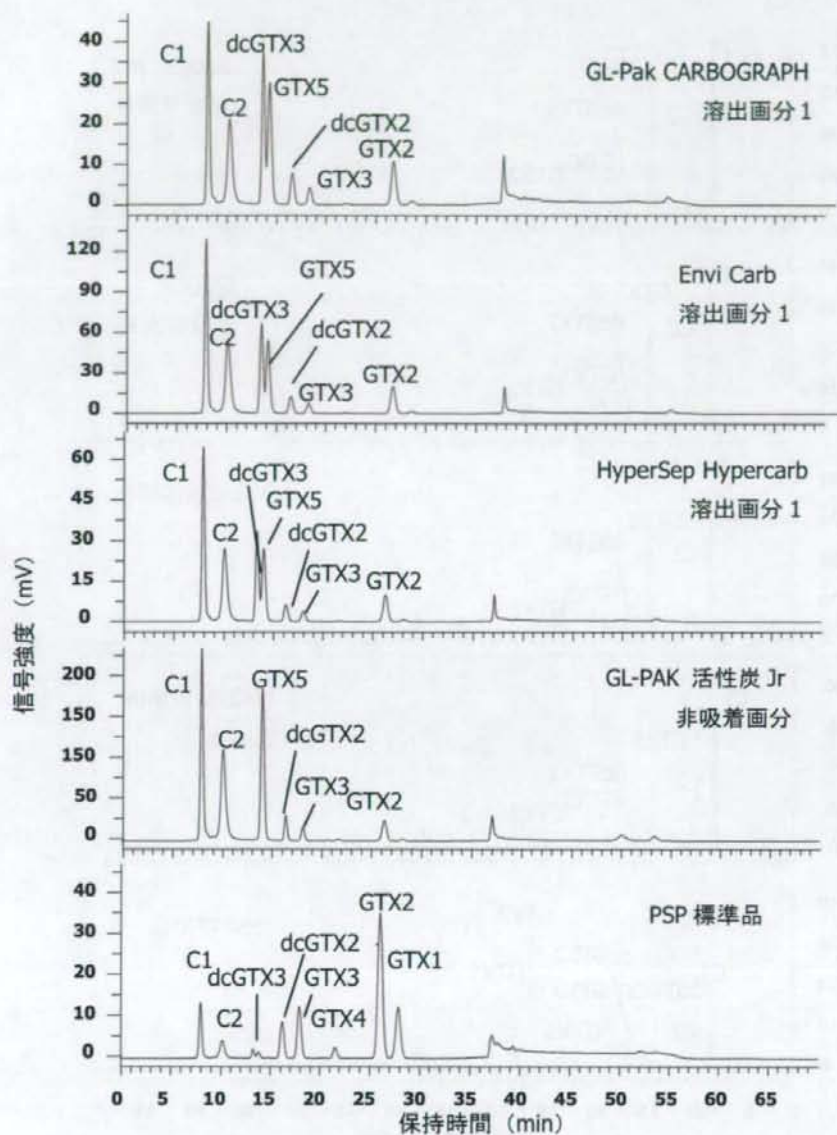 40
30
20
10
0
C1
C2
dcGTX3
GTX5
dcGTX2
GTX3
GTX2
GL-Pak CARBOGRAPH
溶出画分 1
120
90
60
30
0
C1
C2
dcGTX3
GTX5
dcGTX2
GTX3
GTX2
Envi Carb
溶出画分 1
60
45
30
15
0
C1
C2
dcGTX3
GTX5
dcGTX2
GTX3
GTX2
HyperSep Hypercarb
溶出画分 1
200
150
150
50
0
C1
C2
GTX5
dcGTX2
GTX3
GTX2
GL-PAK 活性炭 Jr
非吸着画分
40
30
20
10
0
C1
C2
dcGTX3
dcGTX2
GTX3
GTX4
GTX2
GTX1
PSP 標準品
信号強度（mV）
0 5 10 15 20 25 30 35 40 45 50 55 60 65
保持時間（min）